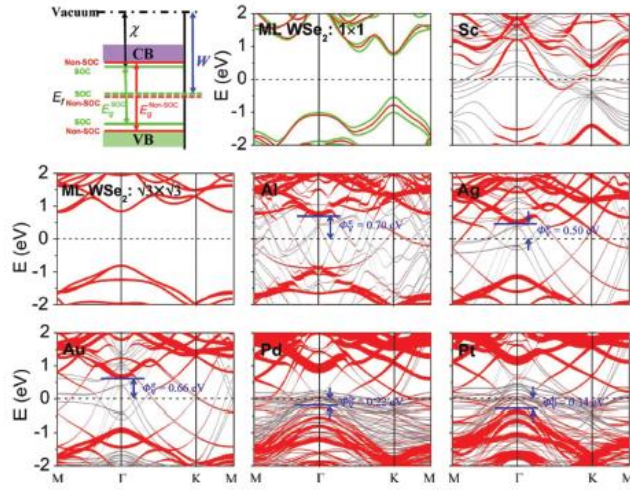 Vacuum
χ
W
Non-SOC
CB
SOC
SOC
E_f Non-SOC
E_g^SOC
E_g^Non-SOC
SOC
Non-SOC
VB
E (eV)
2
1
0
-1
-2
ML WSe₂: 1×1
Sc
E (eV)
2
1
0
-1
-2
ML WSe₂: √3×√3
Al
= 0.70 eV
Ag
= 0.50 eV
E (eV)
2
1
0
-1
-2
Au
= 0.66 eV
Pd
= 0.22 eV
Pt
M Γ K M
M Γ K M
M Γ K M